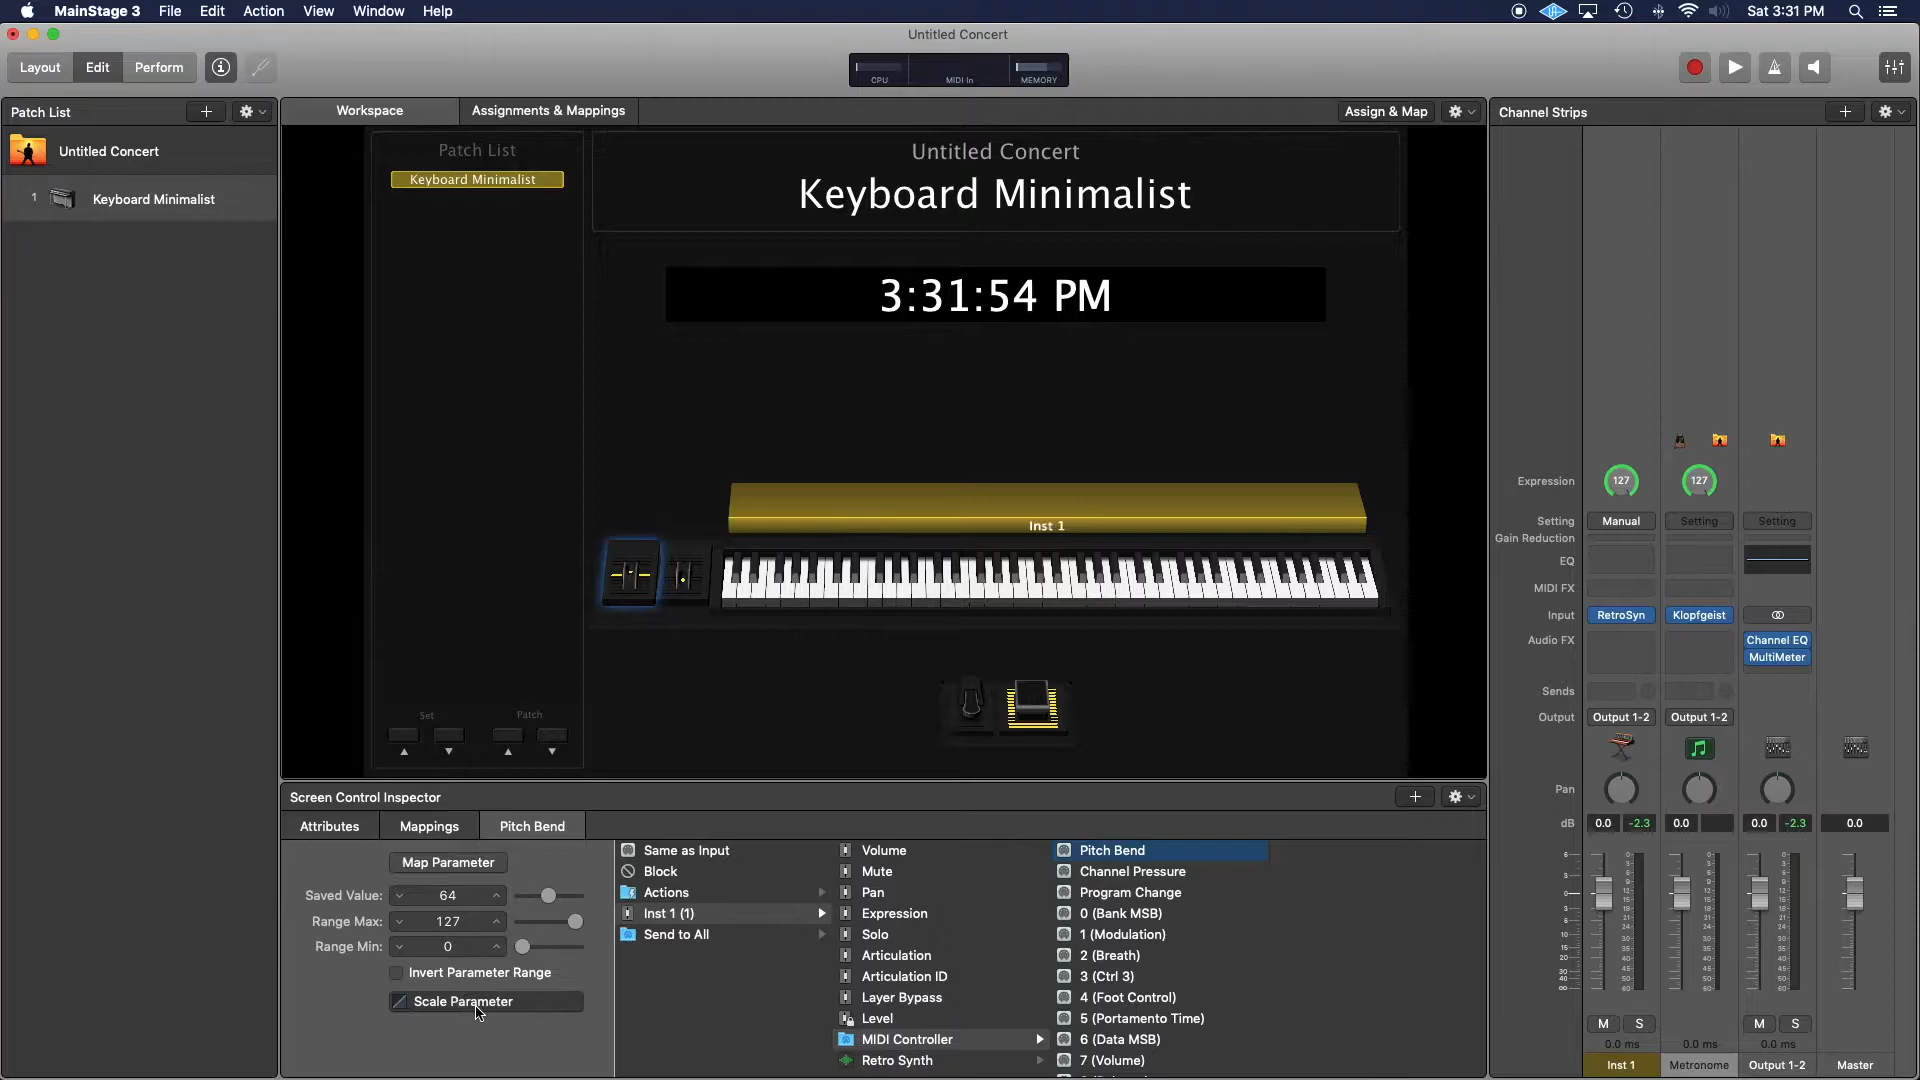 MainStage 3 File Edit Action View Window Help
Sat 3:31 PM
Untitled Concert
Layout Edit Perform
CPU MIDI In MEMORY
Patch List
Workspace Assignments & Mappings Assign & Map
Channel Strips
Untitled Concert
1 Keyboard Minimalist
Patch List
Keyboard Minimalist
Set Patch
Untitled Concert
Keyboard Minimalist
3:31:54 PM
Inst 1
Screen Control Inspector
Attributes Mappings Pitch Bend
Map Parameter
Saved Value: 64
Range Max: 127
Range Min: 0
Invert Parameter Range
Scale Parameter
Same as Input
Block
Actions
Inst 1 (1)
Send to All
Volume
Mute
Pan
Expression
Solo
Articulation
Articulation ID
Layer Bypass
Level
MIDI Controller
Retro Synth
Pitch Bend
Channel Pressure
Program Change
0 (Bank MSB)
1 (Modulation)
2 (Breath)
3 (Ctrl 3)
4 (Foot Control)
5 (Portamento Time)
6 (Data MSB)
7 (Volume)
Expression 127 127
Setting Manual Setting Setting
Gain Reduction
EQ
MIDI FX
Input RetroSyn Klopfgeist
Audio FX Channel EQ
MultiMeter
Sends
Output Output 1-2 Output 1-2
Pan
dB 0.0 -2.3 0.0 0.0 -2.3 0.0
M S M S
0.0 ms 0.0 ms 0.0 ms
Inst 1 Metronome Output 1-2 Master